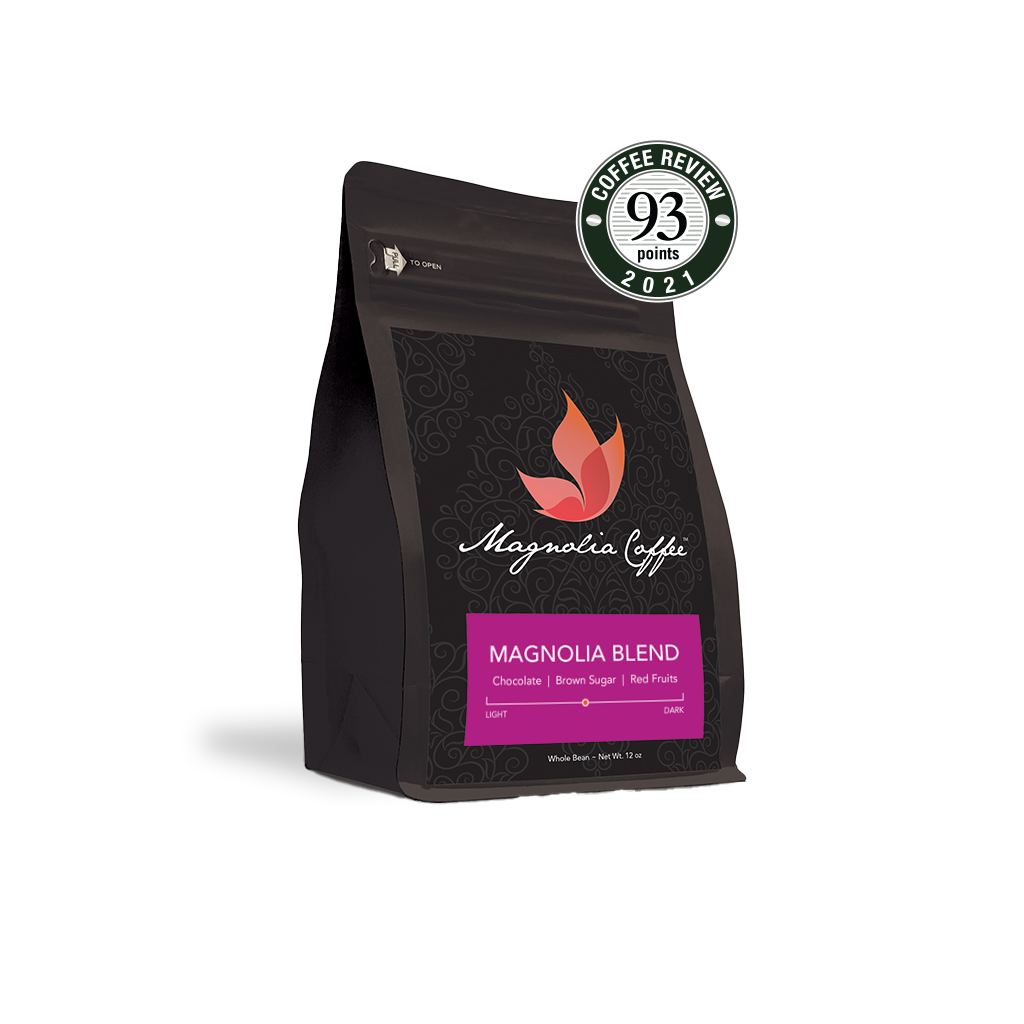 COFFEE REVIEW
93
points
2021
PULL
TO OPEN
Magnolia Coffee™
MAGNOLIA BLEND
Chocolate | Brown Sugar | Red Fruits
LIGHT DARK
Whole Bean ~ Net Wt. 12 oz